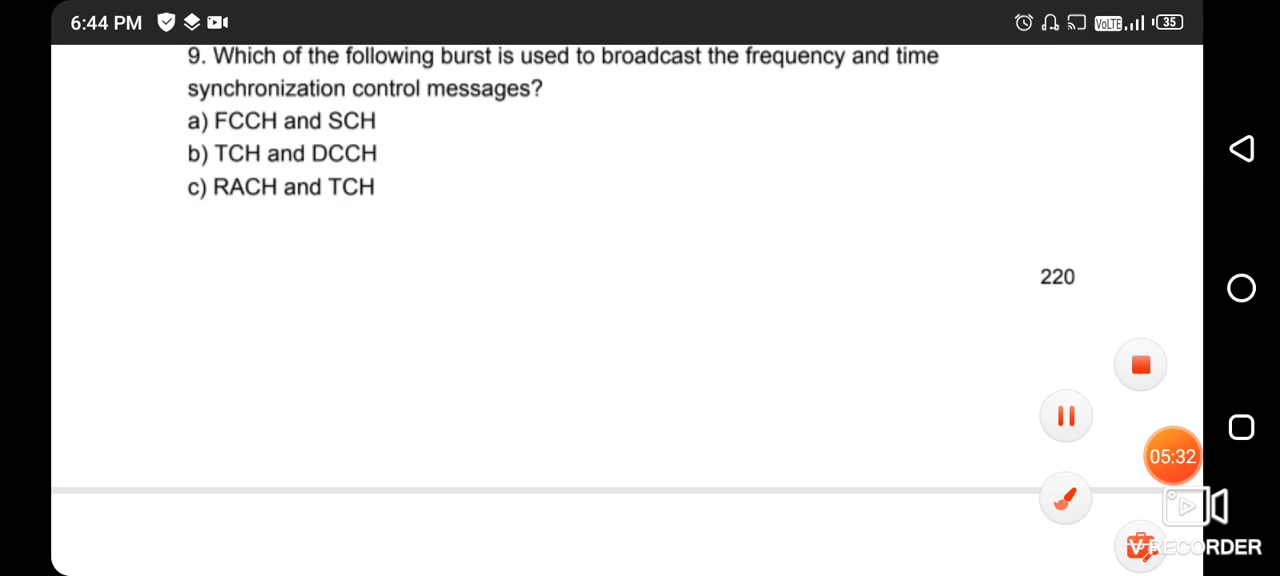 6:44 PM
VoLTE 35
9. Which of the following burst is used to broadcast the frequency and time
synchronization control messages?
a) FCCH and SCH
b) TCH and DCCH
c) RACH and TCH
220
05:32
VRECORDER